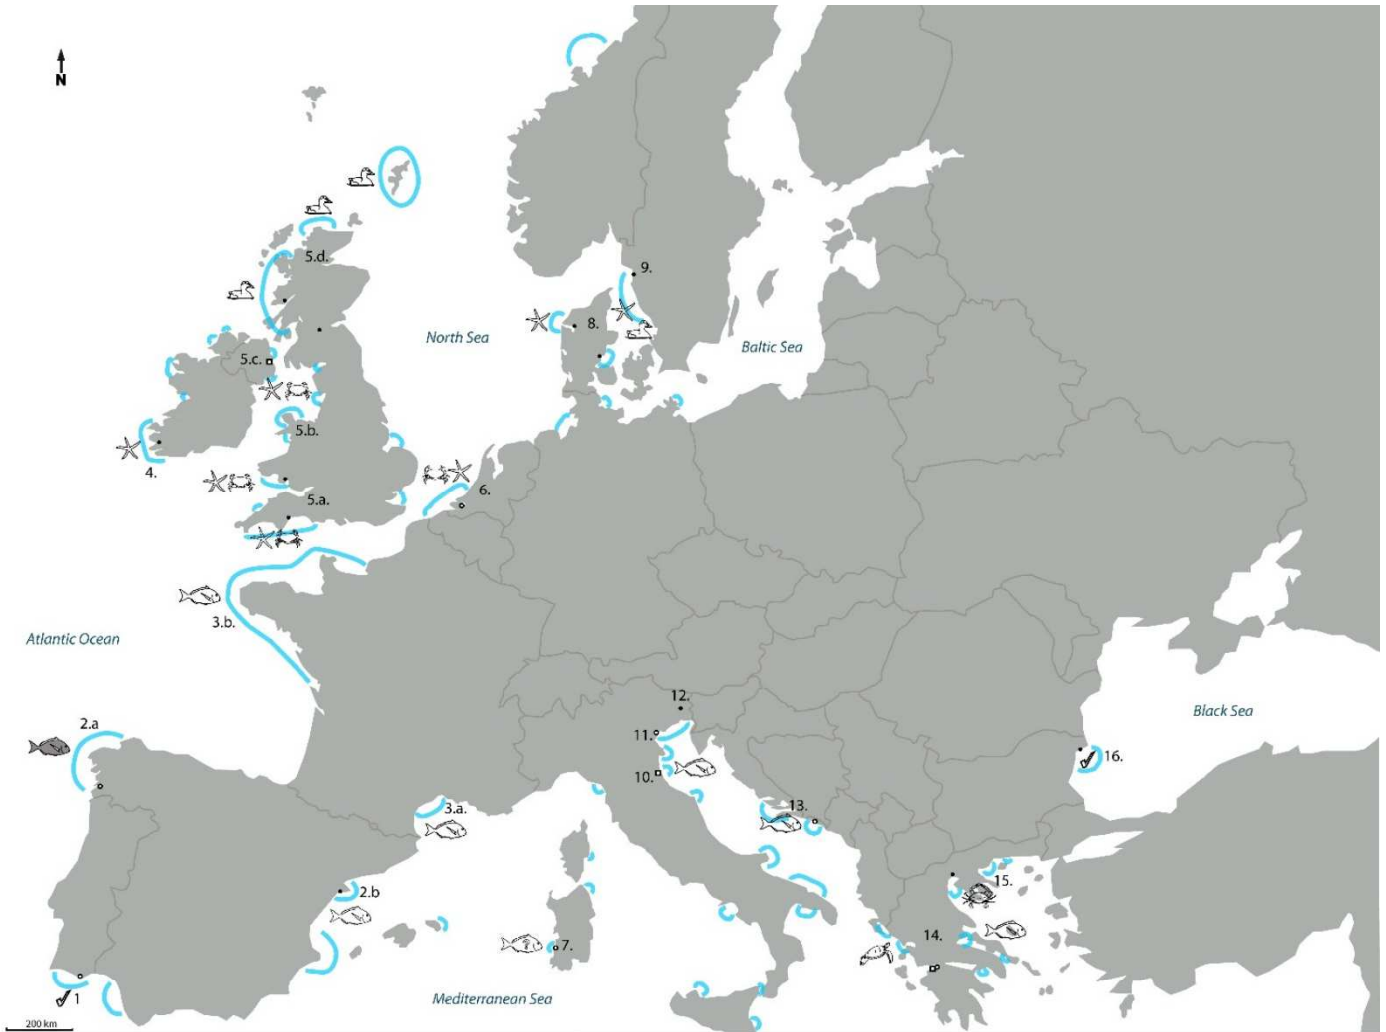 N
5.d.
9.
North Sea
8.
Baltic Sea
5.c.
5.b.
4.
6.
5.a.
3.b.
Atlantic Ocean
12.
2.a
Black Sea
11.
16.
10.
3.a.
13.
15.
2.b
14.
7.
1
Mediterranean Sea
200 km